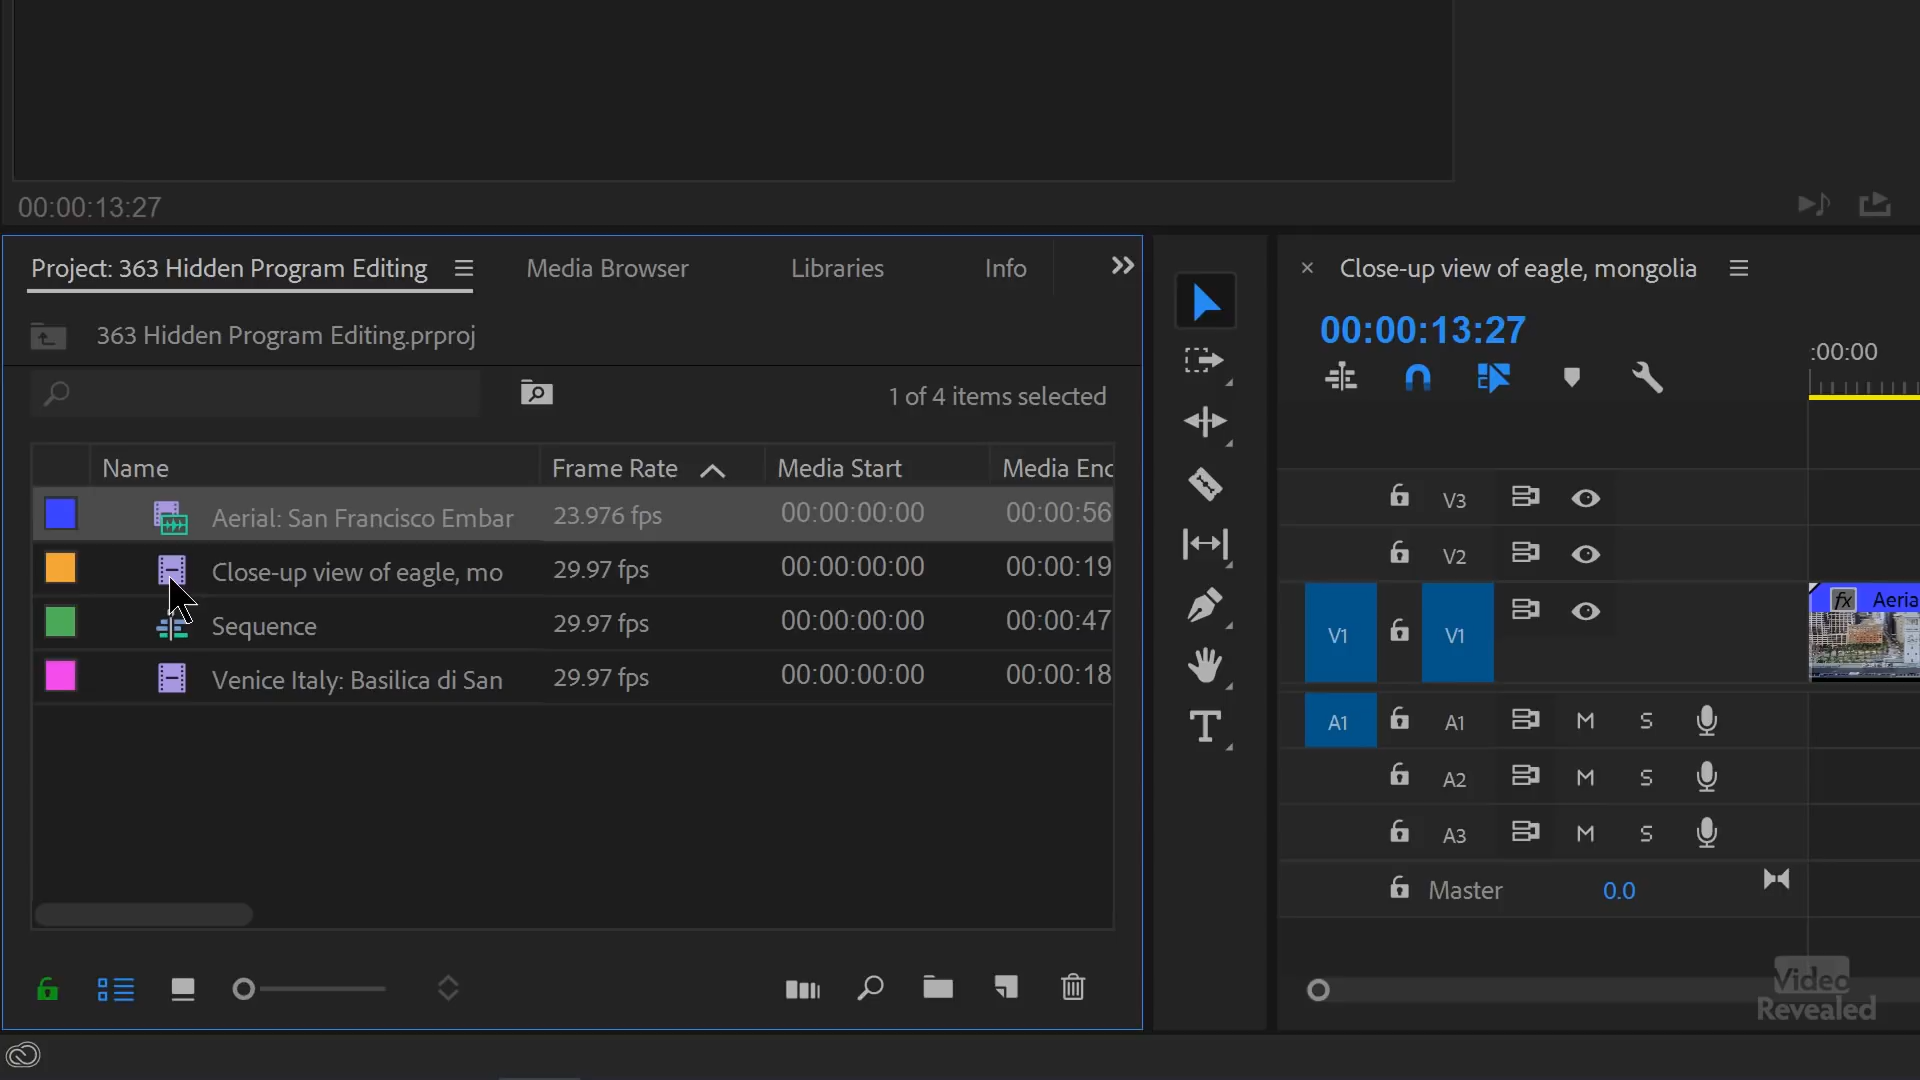 00:00:13:27
Project: 363 Hidden Program Editing
Media Browser
Libraries
Info
363 Hidden Program Editing.prproj
1 of 4 items selected
Name Frame Rate Media Start Media Enc
Aerial: San Francisco Embar 23.976 fps 00:00:00:00 00:00:56
Close-up view of eagle, mo 29.97 fps 00:00:00:00 00:00:19
Sequence 29.97 fps 00:00:00:00 00:00:47
Venice Italy: Basilica di San 29.97 fps 00:00:00:00 00:00:18
Close-up view of eagle, mongolia
00:00:13:27
:00:00
V3
V2
V1 V1
fx Aeria
A1 A1 M S
A2 M S
A3 M S
Master 0.0
Video
Revealed